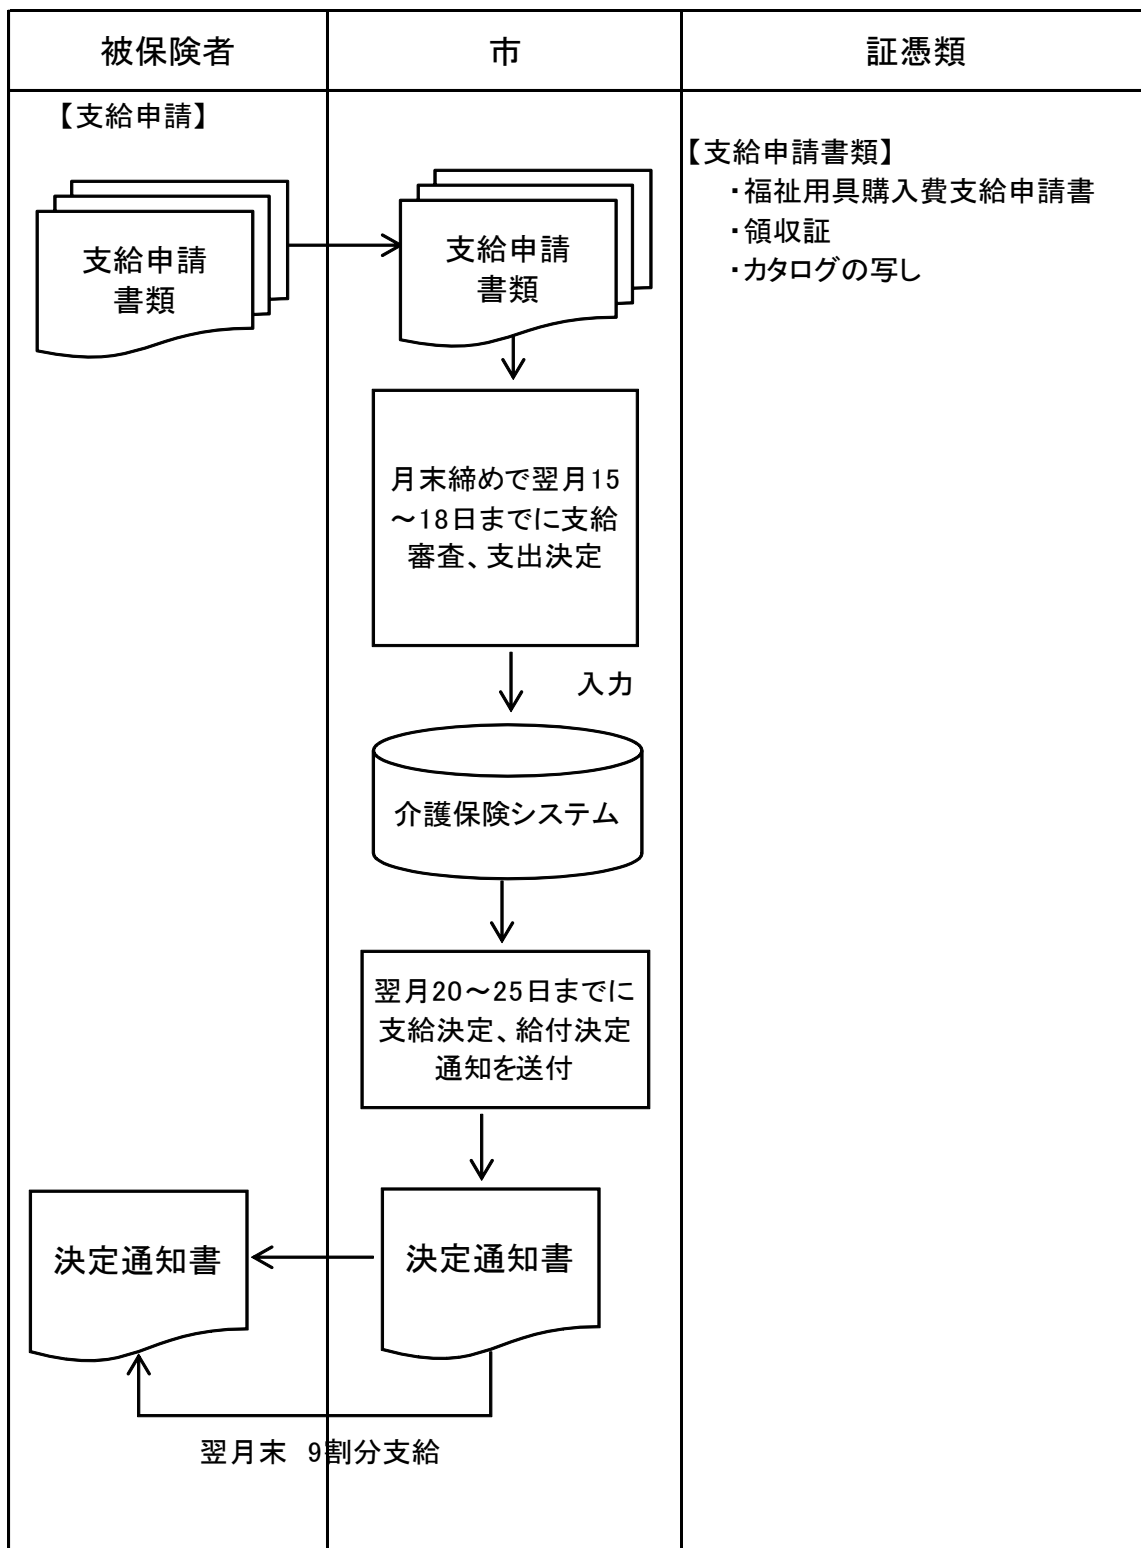 被保険者
市
証憑類
【支給申請】
【支給申請書類】
・福祉用具購入費支給申請書
・領収証
・カタログの写し
支給申請
書類
支給申請
書類
月末締めで翌月15
～18日までに支給
審査、支出決定
入力
介護保険システム
翌月20～25日までに
支給決定、給付決定
通知を送付
決定通知書
決定通知書
翌月末 9割分支給